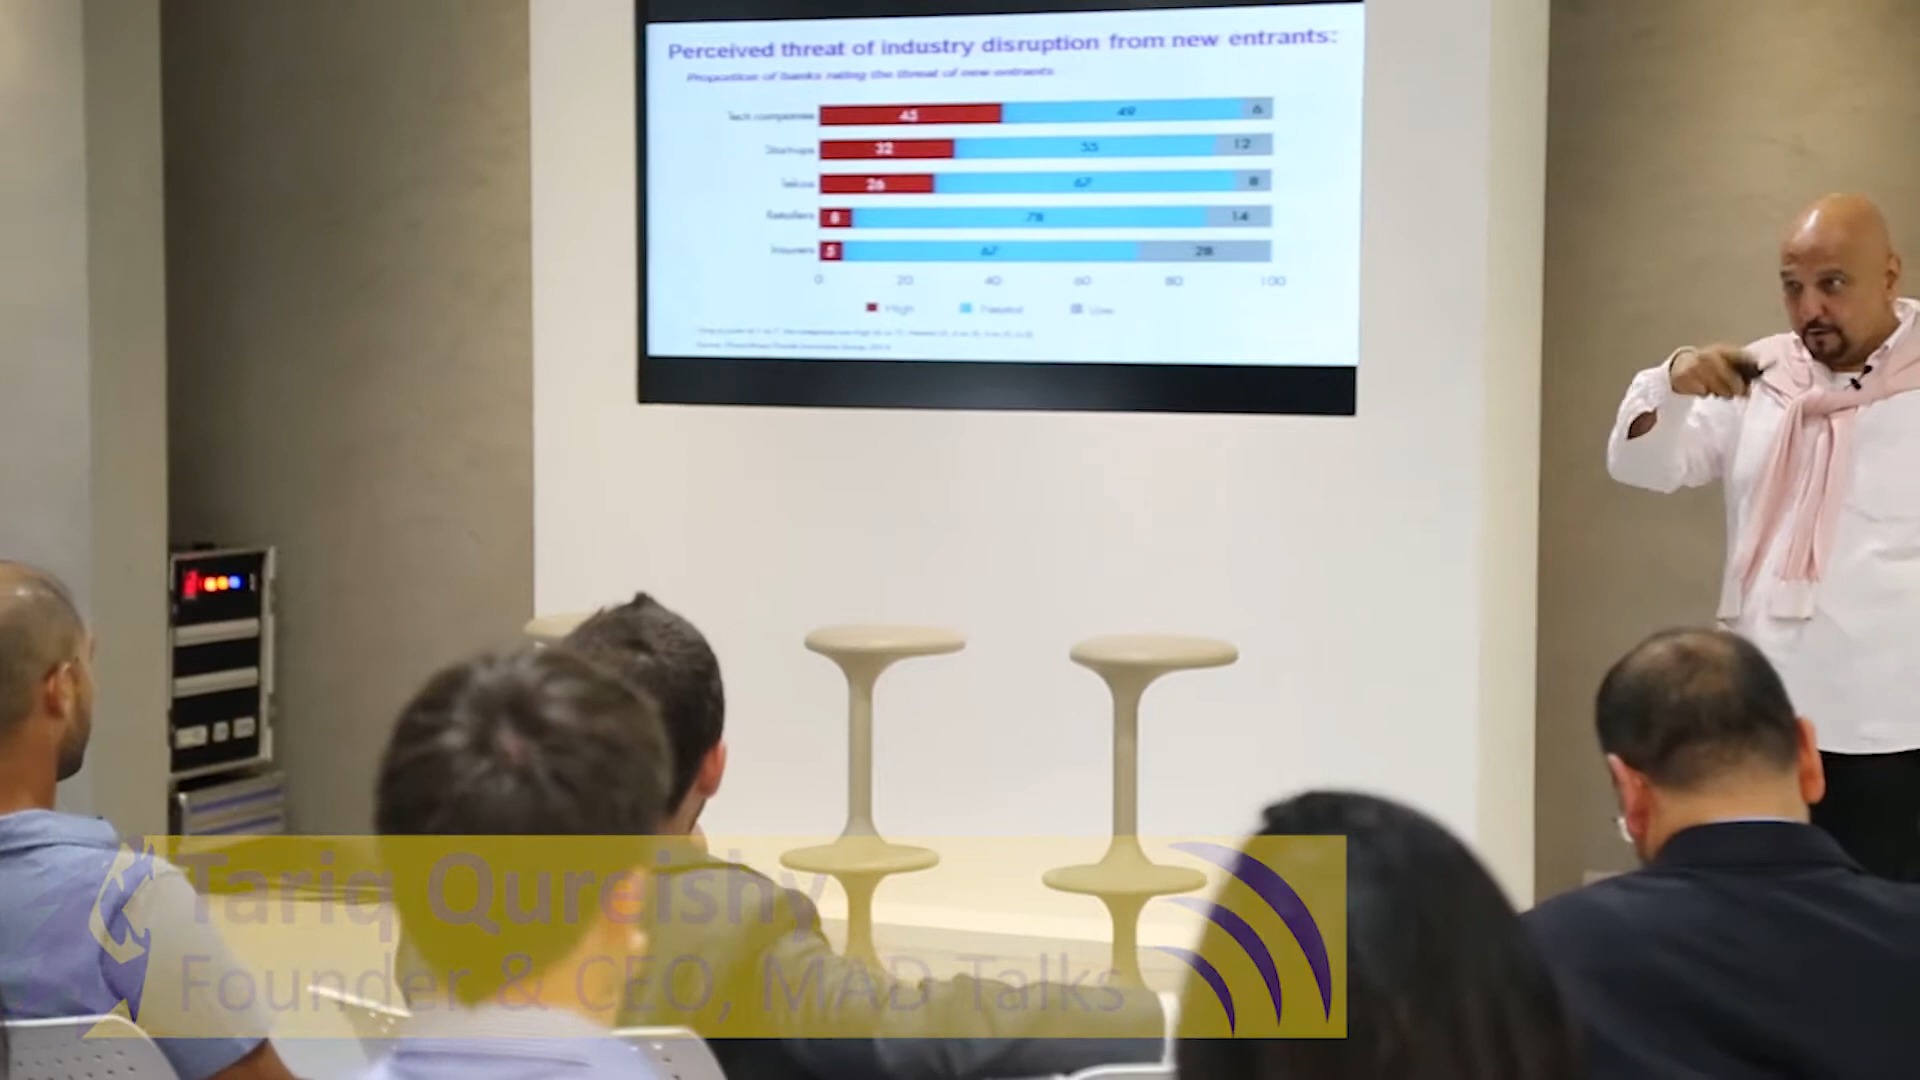 Perceived threat of industry disruption from new entrants:
Proportion of banks rating the threat of new entrants
Tech companies 45 49 6
Startups 32 55 12
Telcos 26 67 8
Retailers 8 78 14
Insurers 5 67 28
0 20 40 60 80 100
High Neutral Low
Tariq Qureishy
Founder & CEO, MAD Talks